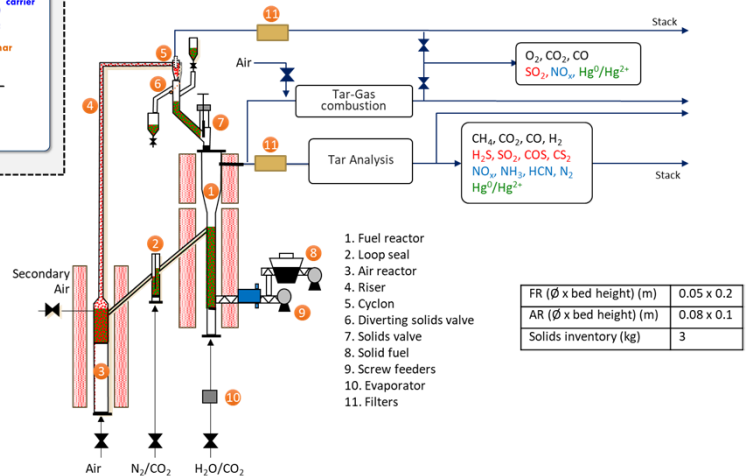 carrier
11
Stack
5
Air
O₂, CO₂, CO
SO₂, NOₓ, Hg⁰/Hg²⁺
6
4
Tar-Gas
combustion
7
11
Tar Analysis
CH₄, CO₂, CO, H₂
H₂S, SO₂, COS, CS₂
NOₓ, NH₃, HCN, N₂
Hg⁰/Hg²⁺
Stack
1
2
8
Secondary
Air
9
3
10
1. Fuel reactor
2. Loop seal
3. Air reactor
4. Riser
5. Cyclon
6. Diverting solids valve
7. Solids valve
8. Solid fuel
9. Screw feeders
10. Evaporator
11. Filters
FR (Ø x bed height) (m) 0.05 x 0.2
AR (Ø x bed height) (m) 0.08 x 0.1
Solids inventory (kg) 3
Air N₂/CO₂ H₂O/CO₂